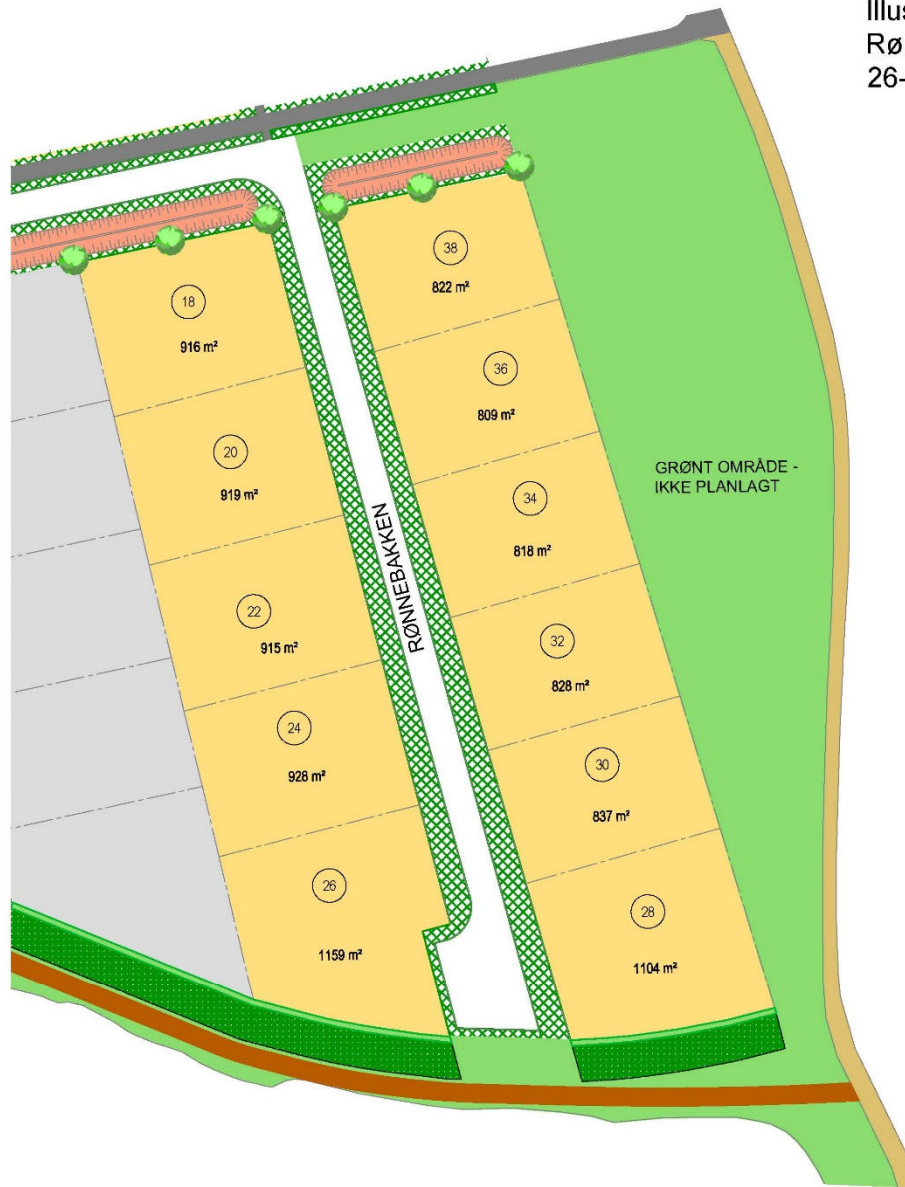 38
822 m²
18
916 m²
36
809 m²
20
919 m²
GRØNT OMRÅDE -
IKKE PLANLAGT
34
818 m²
RØNNEBAKKEN
22
915 m²
32
828 m²
24
928 m²
30
837 m²
26
1159 m²
28
1104 m²
26-